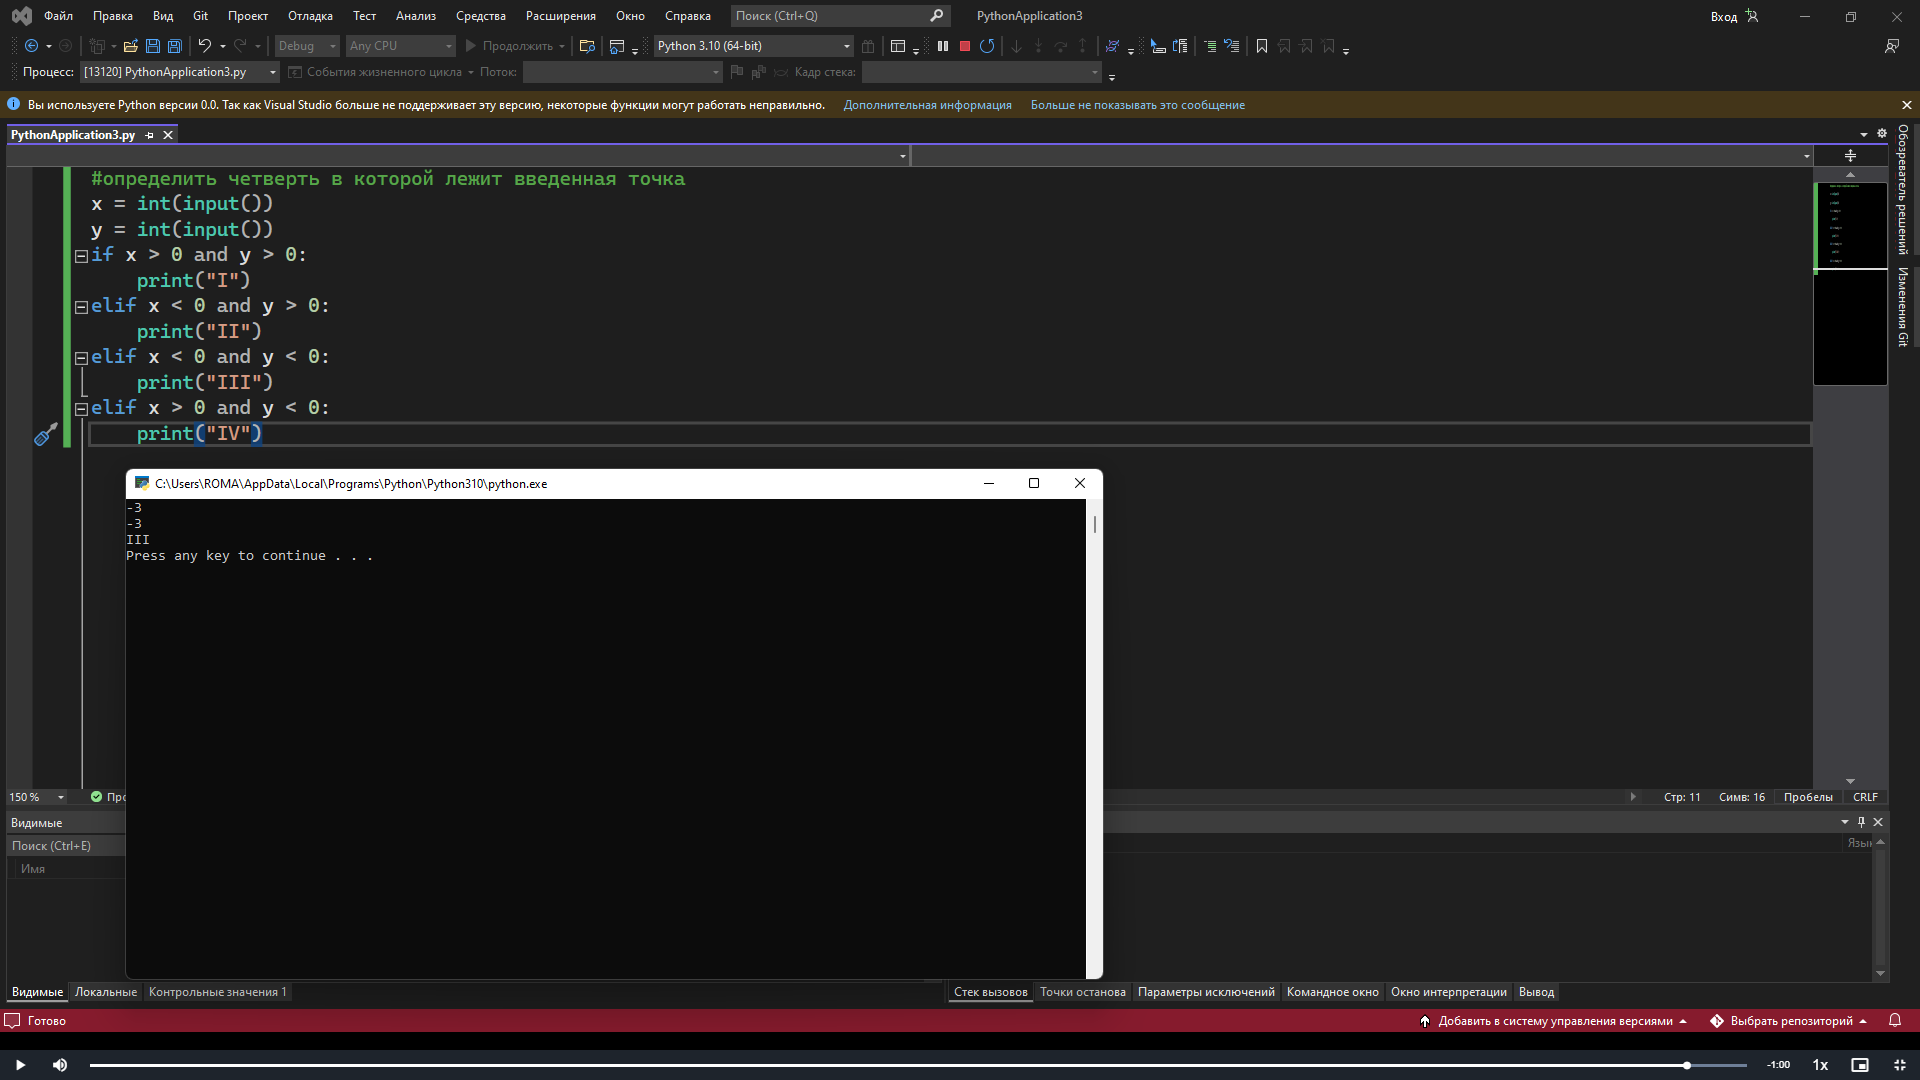 Файл Правка Вид Git Проект Отладка Тест Анализ Средства Расширения Окно Справка Поиск (Ctrl+Q) PythonApplication3 Вход
Debug Any CPU Продолжить Python 3.10 (64-bit)
Процесс: [13120] PythonApplication3.py События жизненного цикла Поток: Кадр стека:
Вы используете Python версии 0.0. Так как Visual Studio больше не поддерживает эту версию, некоторые функции могут работать неправильно. Дополнительная информация Больше не показывать это сообщение
PythonApplication3.py
#определить четверть в которой лежит введенная точка
x = int(input())
y = int(input())
if x > 0 and y > 0:
print("I")
elif x < 0 and y > 0:
print("II")
elif x < 0 and y < 0:
print("III")
elif x > 0 and y < 0:
print("IV")
Обозреватель решений
Изменения Git
C:\Users\ROMA\AppData\Local\Programs\Python\Python310\python.exe
-3
-3
III
Press any key to continue . . .
150 % Про Стр: 11 Симв: 16 Пробелы CRLF
Видимые
Поиск (Ctrl+E)
Имя
Язык
Видимые Локальные Контрольные значения 1 Стек вызовов Точки останова Параметры исключений Командное окно Окно интерпретации Вывод
Готово Добавить в систему управления версиями Выбрать репозиторий
-1:00 1x